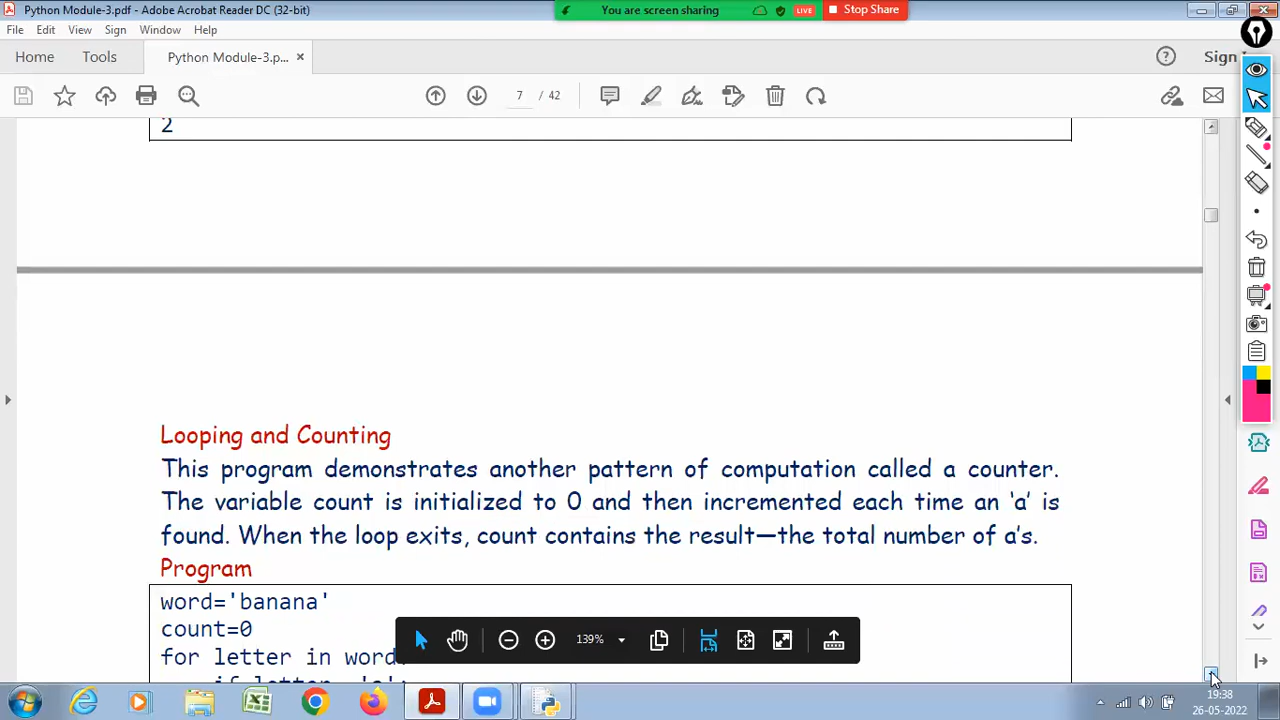 Python Module-3.pdf - Adobe Acrobat Reader DC (32-bit)
You are screen sharing
LIVE
Stop Share
File Edit View Sign Window Help
Home Tools Python Module-3.p... ×
Sign
7 / 42
2
Looping and Counting
This program demonstrates another pattern of computation called a counter.
The variable count is initialized to 0 and then incremented each time an ‘a’ is
found. When the loop exits, count contains the result—the total number of a’s.
Program
word='banana'
count=0
for letter in word:
139%
19:38
26-05-2022